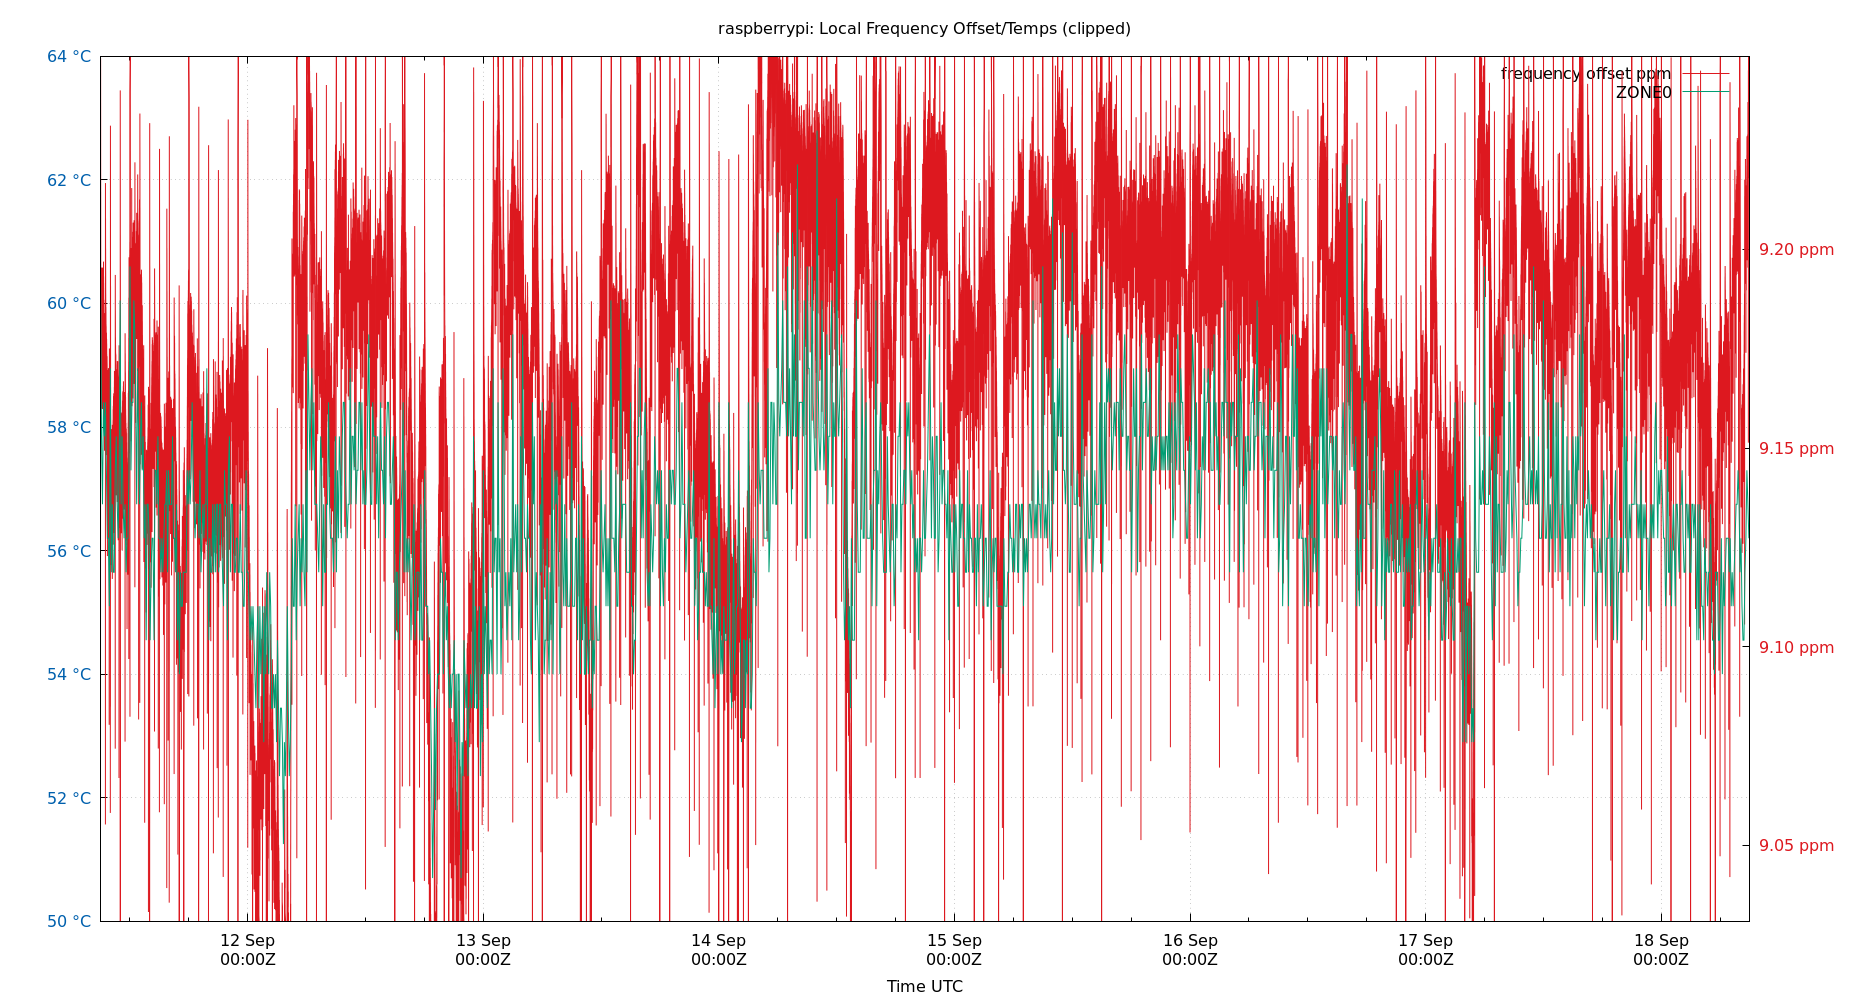 raspberrypi: Local Frequency Offset/Temps (clipped)
64 °C
62 °C
60 °C
58 °C
56 °C
54 °C
52 °C
50 °C
frequency offset ppm
ZONE0
9.20 ppm
9.15 ppm
9.10 ppm
9.05 ppm
12 Sep
00:00Z
13 Sep
00:00Z
14 Sep
00:00Z
15 Sep
00:00Z
16 Sep
00:00Z
17 Sep
00:00Z
18 Sep
00:00Z
Time UTC